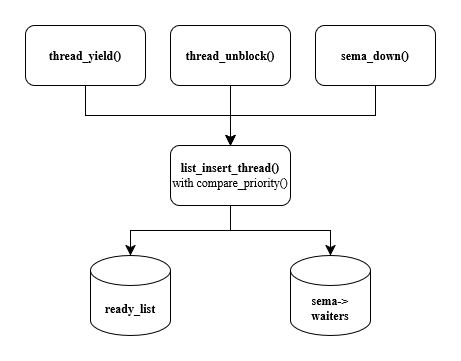 thread_yield()
thread_unblock()
sema_down()
list_insert_thread()
with compare_priority()
ready_list
sema->
waiters